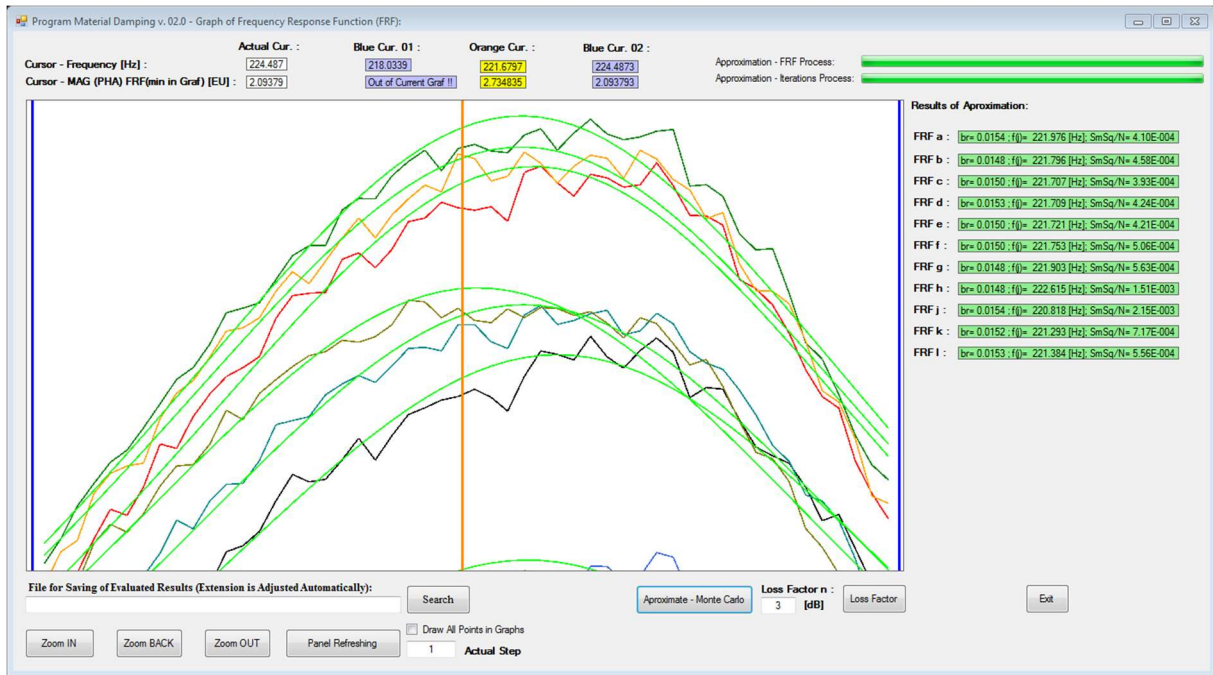 Program Material Damping v. 02.0 - Graph of Frequency Response Function (FRF):
Actual Cur. : Blue Cur. 01 : Orange Cur. : Blue Cur. 02 :
Cursor - Frequency [Hz] : 224.487 218.0339 221.6797 224.4873 Approximation - FRF Process:
Cursor - MAG (PHA) FRF(min in Graf) [EU] : 2.09379 Out of Current Graf !! 2.734835 2.093793 Approximation - Iterations Process:
Results of Aproximation:
FRF a : br= 0.0154 ; f(j)= 221.976 [Hz]; SmSq/N= 4.10E-004
FRF b : br= 0.0148 ; f(j)= 221.796 [Hz]; SmSq/N= 4.58E-004
FRF c : br= 0.0150 ; f(j)= 221.707 [Hz]; SmSq/N= 3.93E-004
FRF d : br= 0.0153 ; f(j)= 221.709 [Hz]; SmSq/N= 4.24E-004
FRF e : br= 0.0150 ; f(j)= 221.721 [Hz]; SmSq/N= 4.21E-004
FRF f : br= 0.0150 ; f(j)= 221.753 [Hz]; SmSq/N= 5.06E-004
FRF g : br= 0.0148 ; f(j)= 221.903 [Hz]; SmSq/N= 5.63E-004
FRF h : br= 0.0148 ; f(j)= 222.615 [Hz]; SmSq/N= 1.51E-003
FRF j : br= 0.0154 ; f(j)= 220.818 [Hz]; SmSq/N= 2.15E-003
FRF k : br= 0.0152 ; f(j)= 221.293 [Hz]; SmSq/N= 7.17E-004
FRF l : br= 0.0153 ; f(j)= 221.384 [Hz]; SmSq/N= 5.56E-004
File for Saving of Evaluated Results (Extension is Adjusted Automatically):
Search
Aproximate - Monte Carlo
Loss Factor n :
3 [dB]
Loss Factor
Exit
Zoom IN Zoom BACK Zoom OUT Panel Refreshing
Draw All Points in Graphs
1 Actual Step